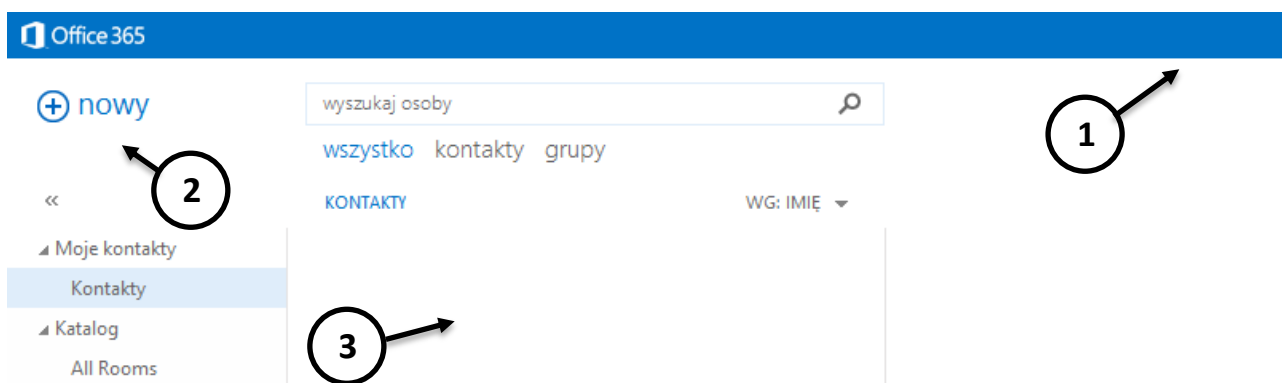 Office 365
nowy
wyszukaj osoby
1
wszystko kontakty grupy
2
«
KONTAKTY WG: IMIĘ
Moje kontakty
Kontakty
Katalog
3
All Rooms